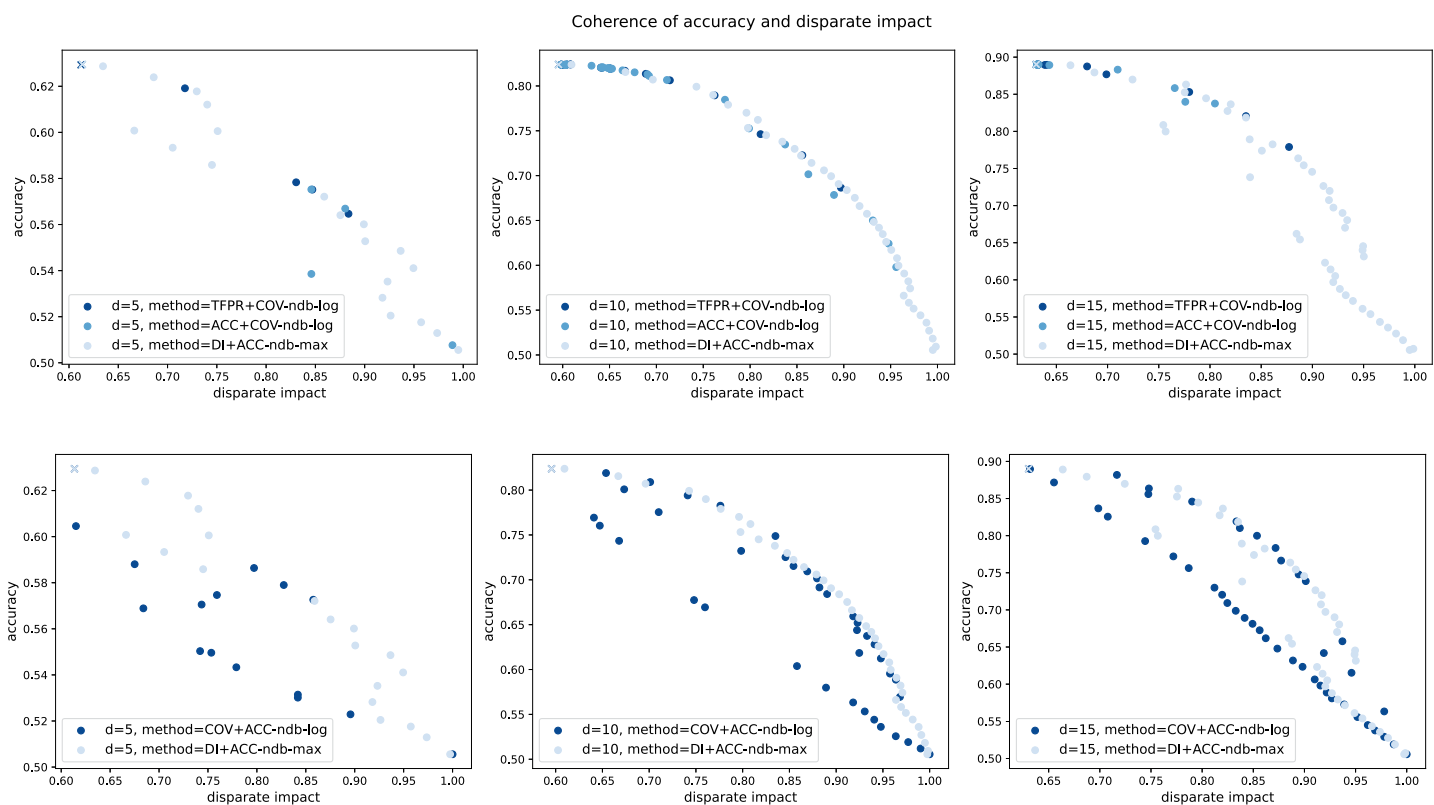 Coherence of accuracy and disparate impact
accuracy
0.62
0.60
0.58
0.56
0.54
0.52
0.50
d=5, method=TFPR+COV-ndb-log
d=5, method=ACC+COV-ndb-log
d=5, method=DI+ACC-ndb-max
0.60 0.65 0.70 0.75 0.80 0.85 0.90 0.95 1.00
disparate impact
accuracy
0.80
0.75
0.70
0.65
0.60
0.55
0.50
d=10, method=TFPR+COV-ndb-log
d=10, method=ACC+COV-ndb-log
d=10, method=DI+ACC-ndb-max
0.60 0.65 0.70 0.75 0.80 0.85 0.90 0.95 1.00
disparate impact
accuracy
0.90
0.85
0.80
0.75
0.70
0.65
0.60
0.55
0.50
d=15, method=TFPR+COV-ndb-log
d=15, method=ACC+COV-ndb-log
d=15, method=DI+ACC-ndb-max
0.65 0.70 0.75 0.80 0.85 0.90 0.95 1.00
disparate impact
accuracy
0.62
0.60
0.58
0.56
0.54
0.52
0.50
d=5, method=COV+ACC-ndb-log
d=5, method=DI+ACC-ndb-max
0.60 0.65 0.70 0.75 0.80 0.85 0.90 0.95 1.00
disparate impact
accuracy
0.80
0.75
0.70
0.65
0.60
0.55
0.50
d=10, method=COV+ACC-ndb-log
d=10, method=DI+ACC-ndb-max
0.60 0.65 0.70 0.75 0.80 0.85 0.90 0.95 1.00
disparate impact
accuracy
0.90
0.85
0.80
0.75
0.70
0.65
0.60
0.55
0.50
d=15, method=COV+ACC-ndb-log
d=15, method=DI+ACC-ndb-max
0.65 0.70 0.75 0.80 0.85 0.90 0.95 1.00
disparate impact